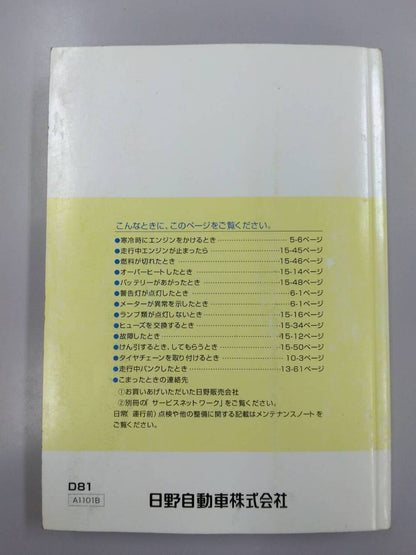 こんなときに、このページをご覧ください。
●寒冷時にエンジンをかけるとき 5-6ページ
●走行中エンジンが止まったら 15-45ページ
●燃料が切れたとき 15-46ページ
●オーバーヒートしたとき 15-14ページ
●バッテリーがあがったとき 15-48ページ
●警告灯が点灯したとき 6-1ページ
●メーターが異常を示したとき 6-1ページ
●ランプ類が点灯しないとき 15-16ページ
●ヒューズを交換するとき 15-34ページ
●故障したとき 15-12ページ
●けん引するとき、してもらうとき 15-50ページ
●タイヤチェーンを取り付けるとき 10-3ページ
●走行中パンクしたとき 13-61ページ
●こまったときの連絡先
①お買いあげいただいた日野販売会社
②別冊の「サービスネットワーク」をご覧ください。
日常(運行前)点検や他の整備に関する記載はメンテナンスノートを
ご覧ください。
D81
A1101B
日野自動車株式会社